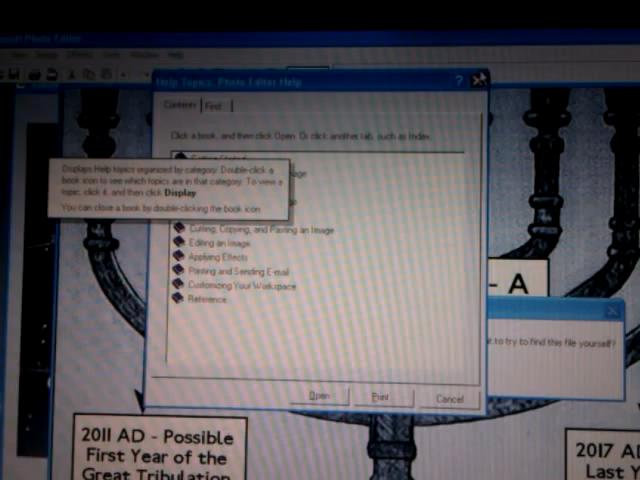 Photo Editor
Help
Help Topics: Photo Editor Help
?
Contents Find
Click a book, and then click Open. Or click another tab, such as Index.
Getting Started
Displays Help topics organized by category. Double-click a
book icon to see which topics are in that category. To view a
topic, click it, and then click Display.
You can close a book by double-clicking the book icon.
Cutting, Copying, and Pasting an Image
Editing an Image
Applying Effects
Printing and Sending E-mail
Customizing Your Workspace
Reference
- A
to try to find this file yourself?
Open Print Cancel
2011 AD - Possible
First Year of the
Great Tribulation
2017 AD
Last Y